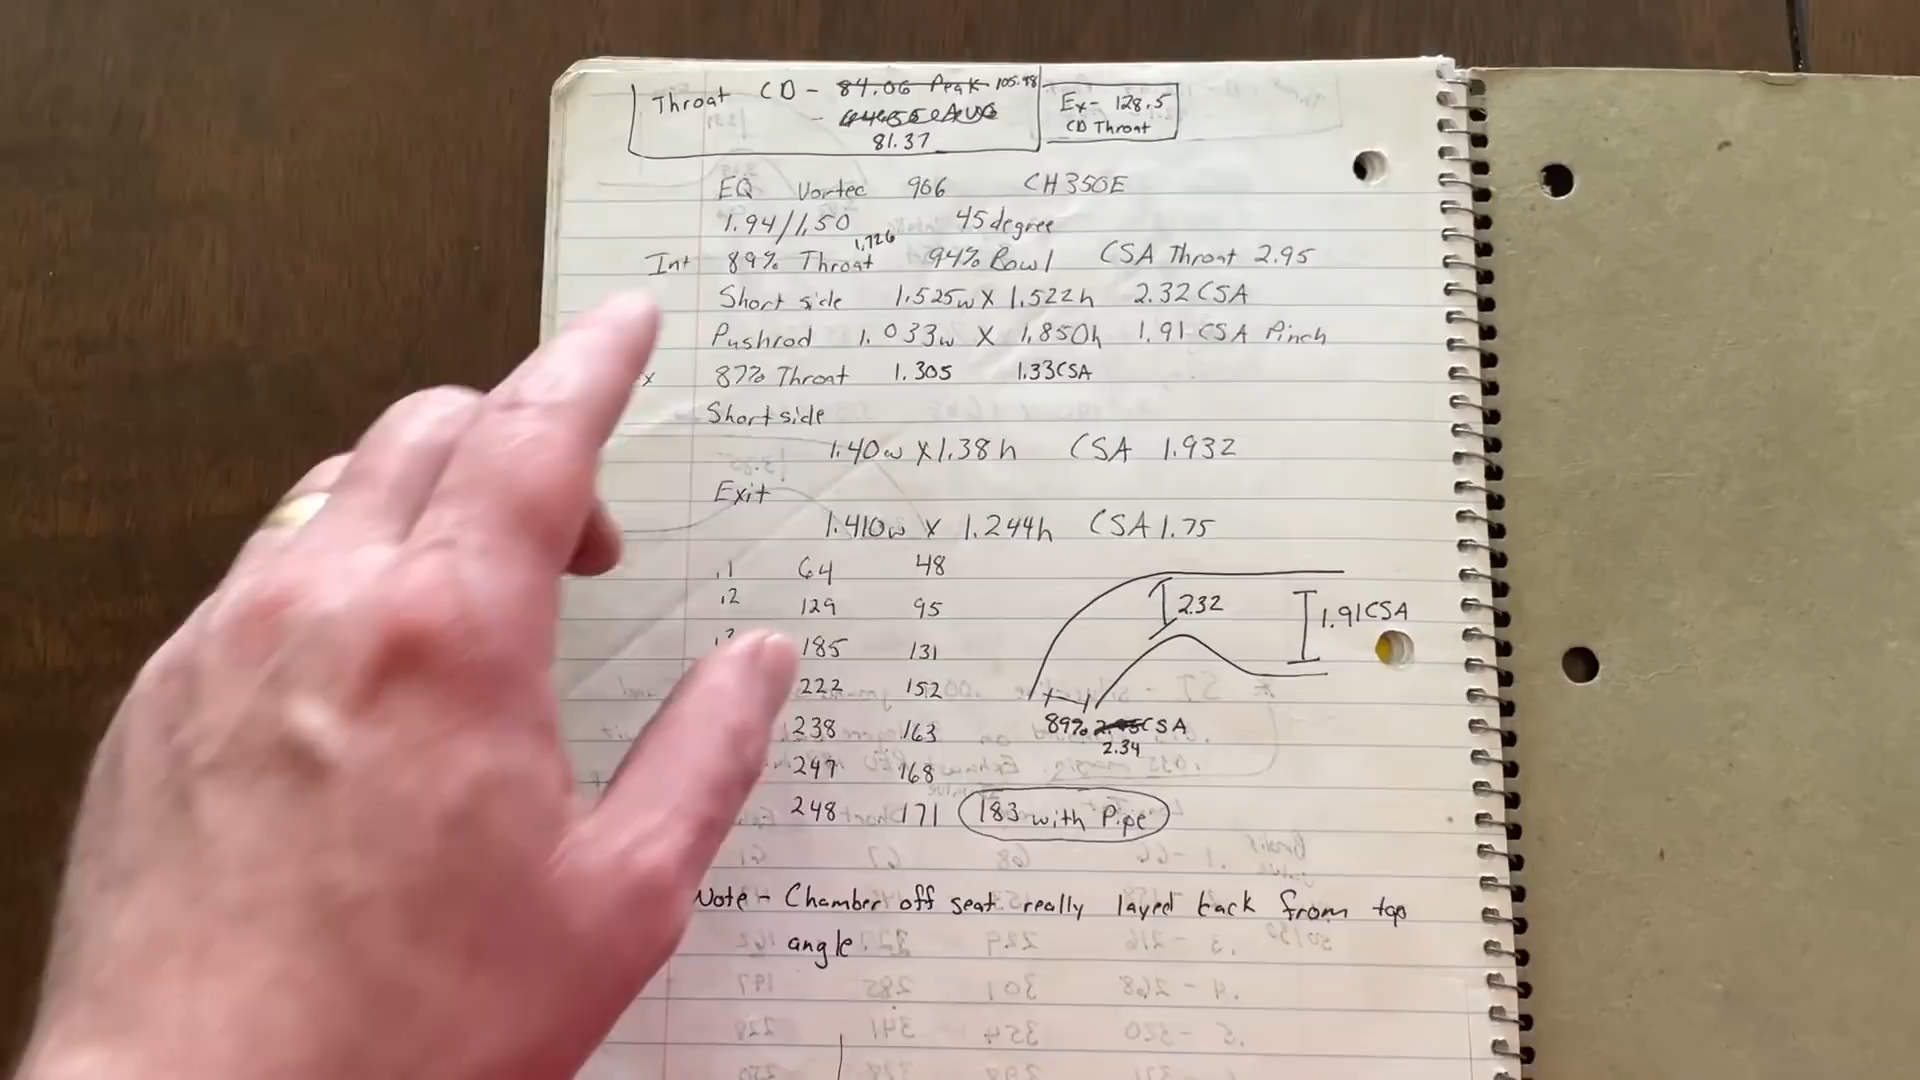 Throat CD - 84.06 Peak 105.98
81.37
Ex- 128.5
CD Throat
EQ Vortec 906 CH350E
1.94/1.50 45 degree
1.726
Int 89% Throat 94% Bowl CSA Throat 2.95
Short side 1.525w X 1.522h 2.32 CSA
Pushrod 1.033w X 1.850h 1.91 CSA Pinch
x 87% Throat 1.305 1.33CSA
Short side
1.40w X 1.38h CSA 1.932
Exit
1.410w X 1.244h CSA 1.75
.1 64 48
.2 129 95
185 131
222 152
238 163
247 168
248 171 183 with Pipe
2.32
1.91CSA
89% 2.95CSA
2.34
Note - Chamber off seat really layed back from top
angle